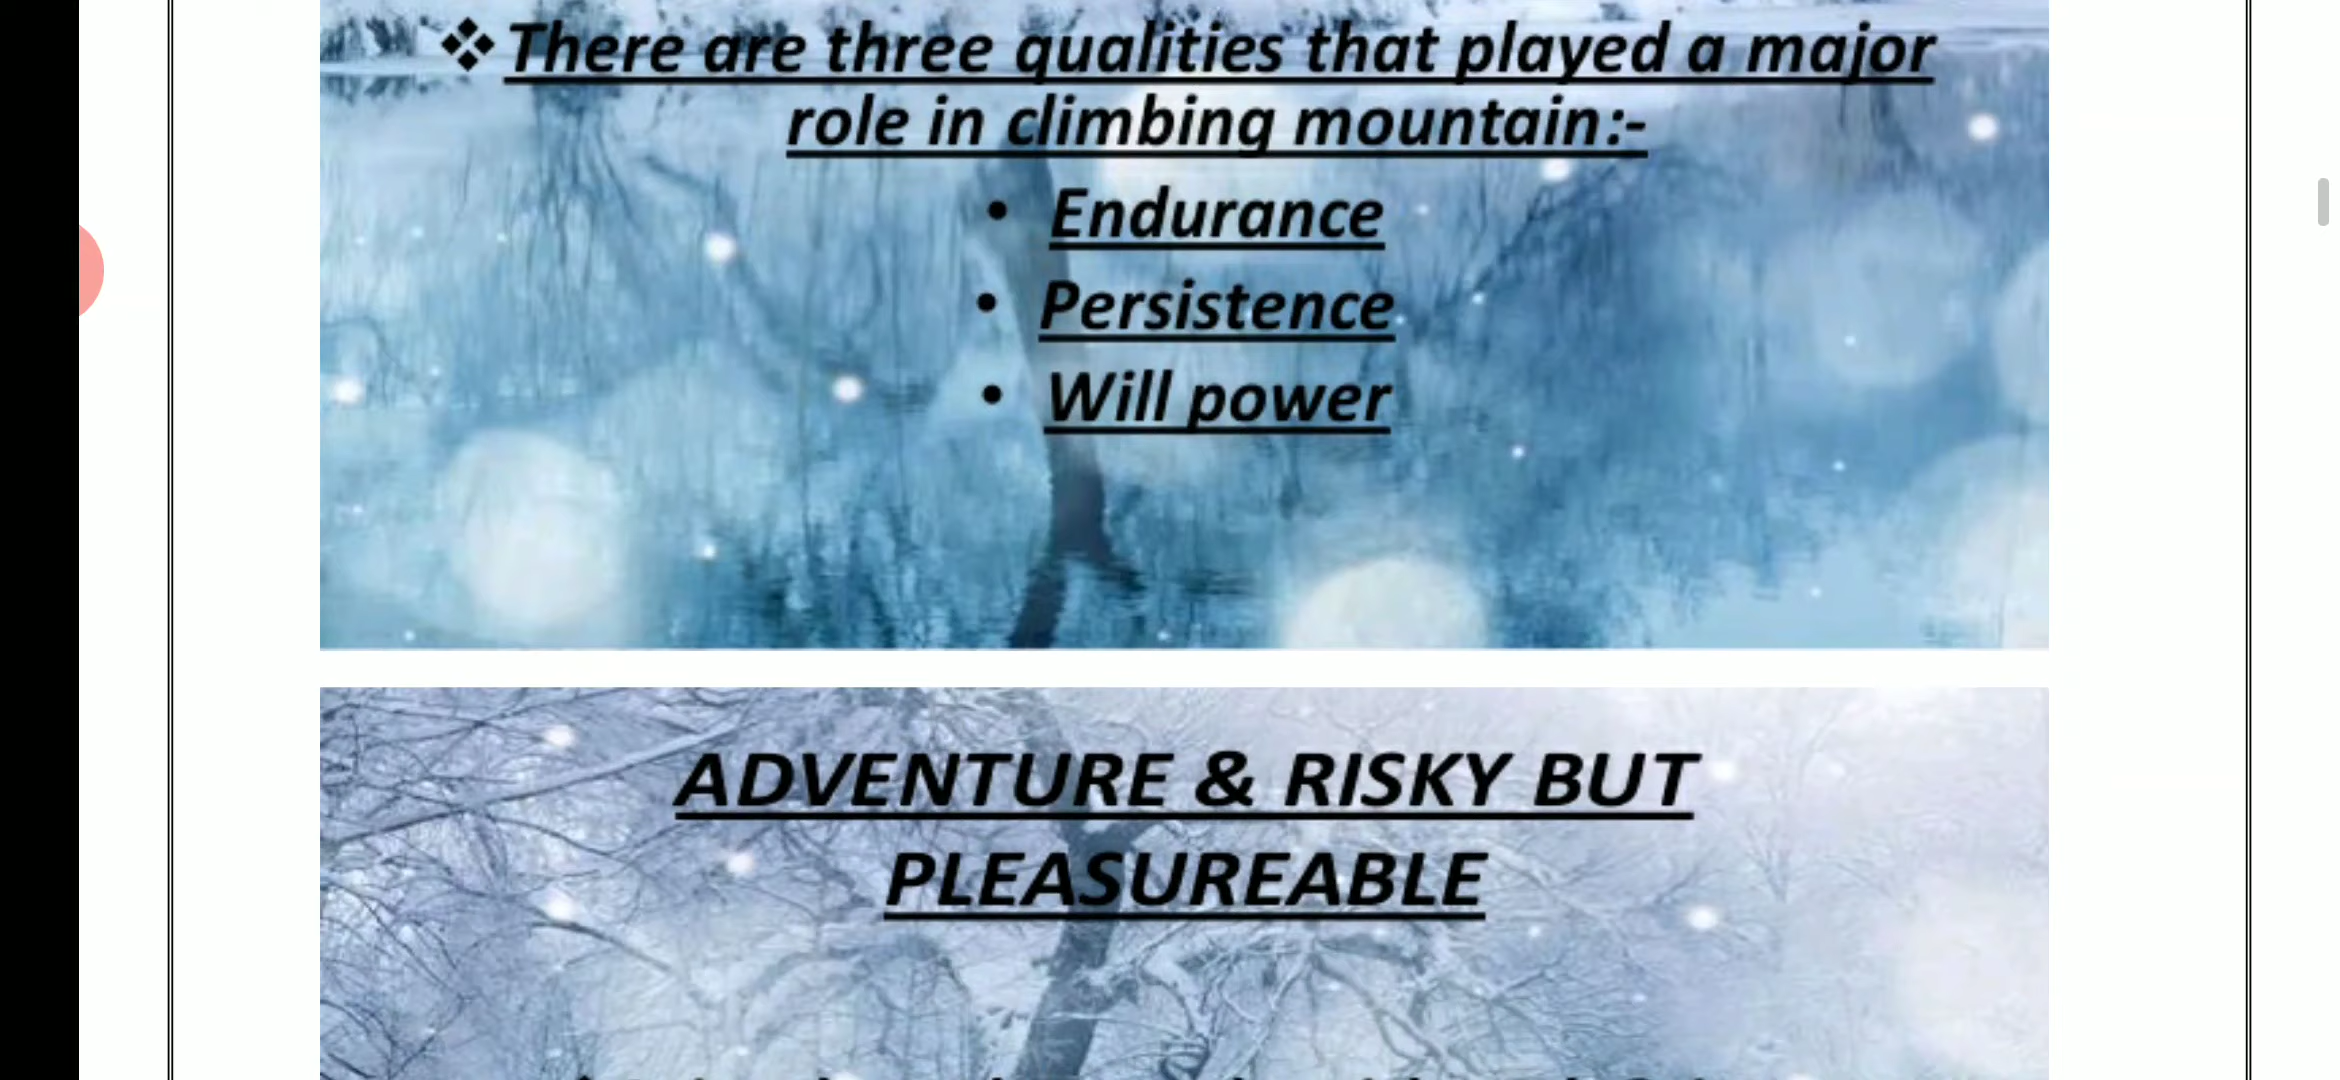 ❖There are three qualities that played a major
role in climbing mountain:-
• Endurance
• Persistence
• Will power
ADVENTURE & RISKY BUT
PLEASUREABLE